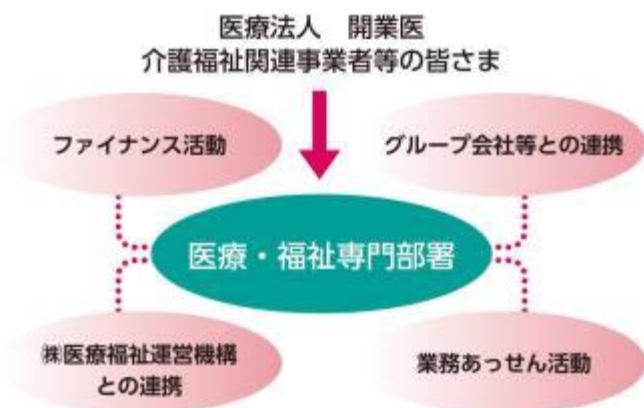 医療法人　開業医
介護福祉関連事業者等の皆さま
ファイナンス活動
グループ会社等との連携
医療・福祉専門部署
㈱医療福祉運営機構
との連携
業務あっせん活動